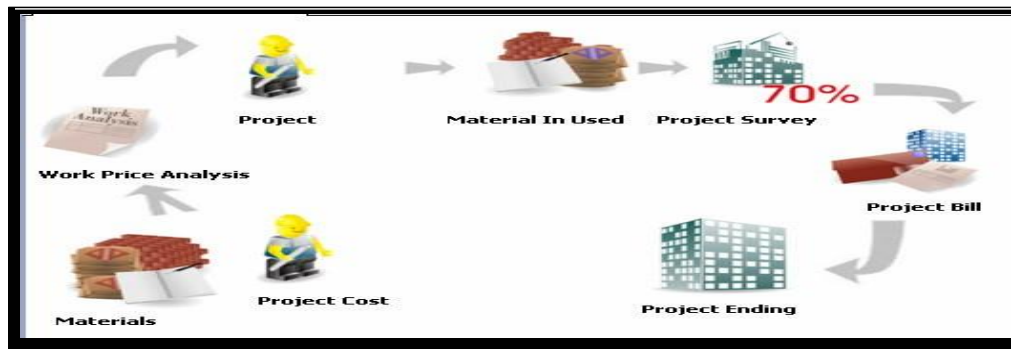 Project
Material In Used
Project Survey
70%
Work Analysis
Work Price Analysis
Project Bill
Materials
Project Cost
Project Ending